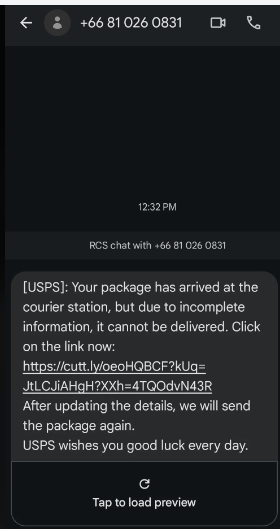 +66 81 026 0831
12:32 PM
RCS chat with +66 81 026 0831
[USPS]: Your package has arrived at the
courier station, but due to incomplete
information, it cannot be delivered. Click
on the link now:
https://cutt.ly/oeoHQBCF?kUq=
JtLCJiAHgH?XXh=4TQOdvN43R
After updating the details, we will send
the package again.
USPS wishes you good luck every day.
Tap to load preview